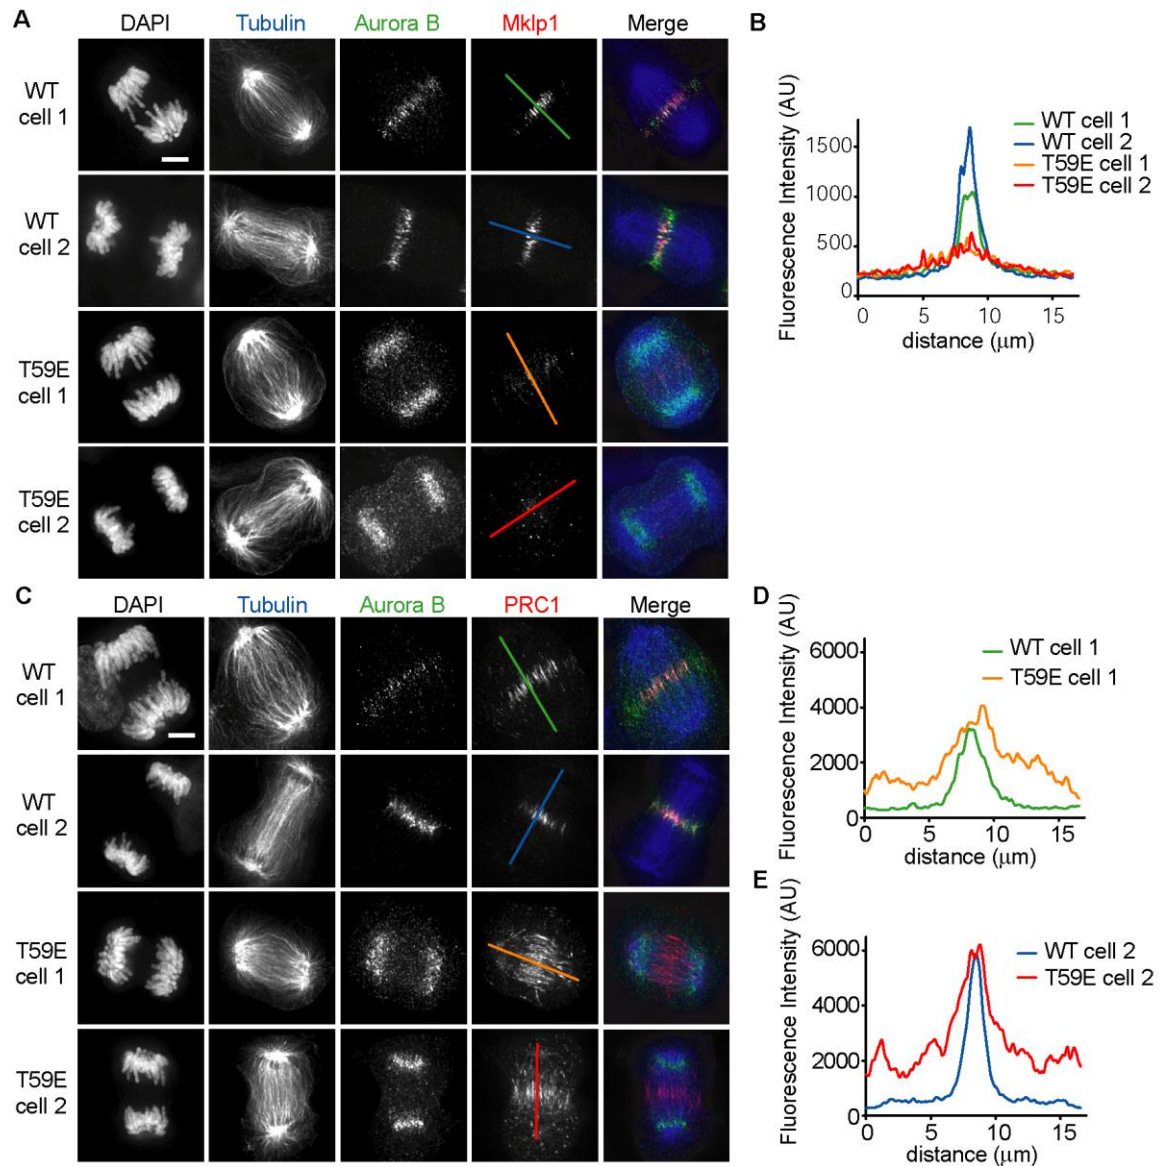 A
DAPI Tubulin Aurora B Mklp1 Merge
WT
cell 1
WT
cell 2
T59E
cell 1
T59E
cell 2
B
Fluorescence Intensity (AU)
WT cell 1
WT cell 2
T59E cell 1
T59E cell 2
1500
1000
500
0
0 5 10 15
distance (μm)
C
DAPI Tubulin Aurora B PRC1 Merge
WT
cell 1
WT
cell 2
T59E
cell 1
T59E
cell 2
D
Fluorescence Intensity (AU)
WT cell 1
T59E cell 1
6000
4000
2000
0
0 5 10 15
distance (μm)
E
Fluorescence Intensity (AU)
WT cell 2
T59E cell 2
6000
4000
2000
0
0 5 10 15
distance (μm)